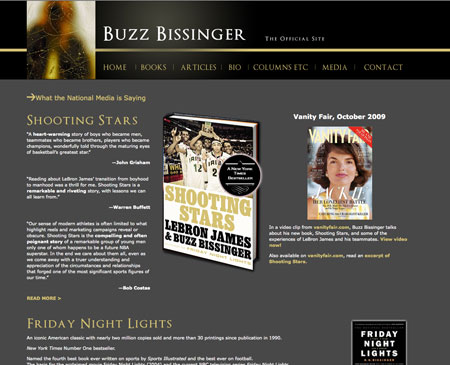 BUZZ BISSINGER
THE OFFICIAL SITE
HOME | BOOKS | ARTICLES | BIO | COLUMNS ETC | MEDIA | CONTACT
What the National Media is Saying
SHOOTING STARS
"A heart-warming story of boys who became men,
teammates who became brothers, players who became
champions, wonderfully told through the maturing eyes
of basketball's greatest star."
—John Grisham
—Warren Buffett
"Reading about LeBron James' transition from boyhood
to manhood was a thrill for me. Shooting Stars is a
remarkable and riveting story, with lessons we can
all learn from."
"Our sense of modern athletes is often limited to what
highlight reels and marketing campaigns reveal or
obscure. Shooting Stars is the compelling and often
poignant story of a remarkable group of young men
only one of whom happens to be a future NBA
superstar. In the end we care about them all, even as
we come away with a truer understanding and
appreciation of the circumstances and relationships
that forged one of the most significant sports figures of
our time."
—Bob Costas
READ MORE >
A NEW YORK
TIMES
BESTSELLER
SHOOTING
STARS
LEBRON JAMES
& BUZZ BISSINGER
FRIDAY NIGHT LIGHTS
Vanity Fair, October 2009
VANITY FAIR
In a video clip from vanityfair.com, Buzz Bissinger talks
about his new book, Shooting Stars, and some of the
experiences of LeBron James and his teammates. View video
now!
Also available on vanityfair.com, read an excerpt of
Shooting Stars.
FRIDAY NIGHT LIGHTS
An iconic American classic with nearly two million copies sold and more than 30 printings since publication in 1990.
New York Times Number One bestseller.
Named the fourth best book ever written on sports by Sports Illustrated and the best ever on football.
FRIDAY
NIGHT
LIGHTS
H.G. BISSINGER